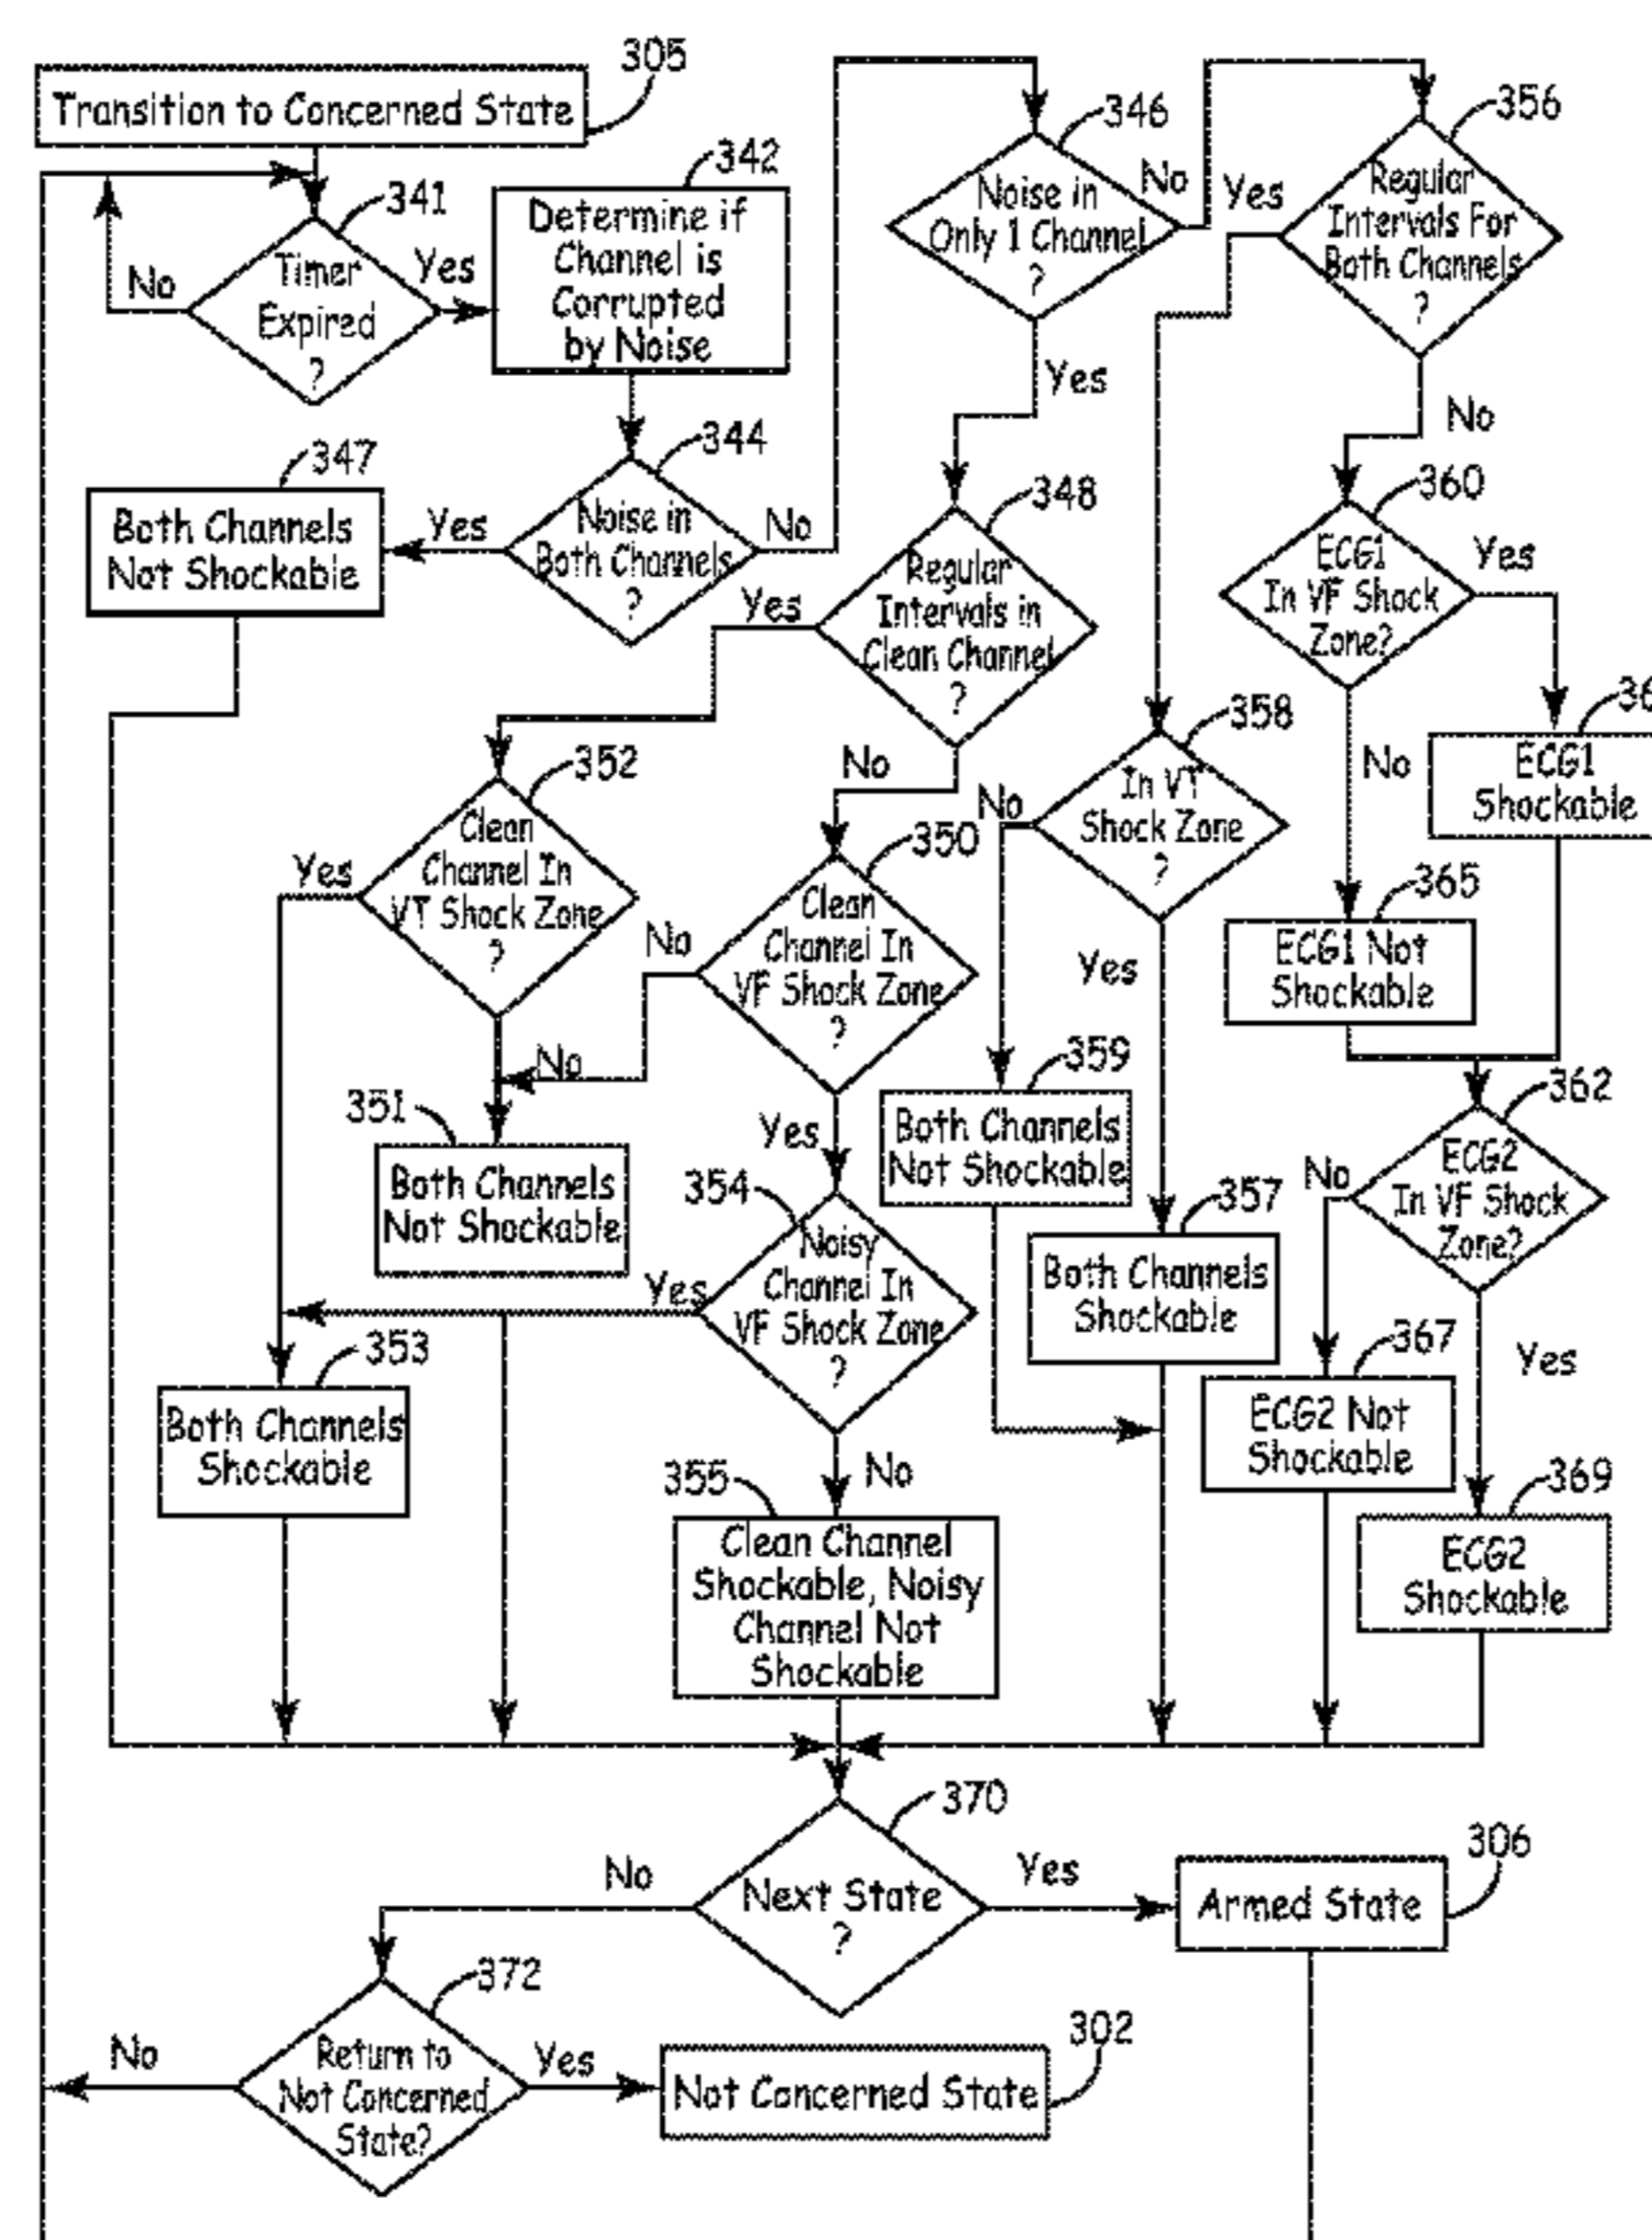 305
Transition to Concerned State
341
Timer
Expired
?
No
Yes
342
Determine if
Channel is
Corrupted
by Noise
344
Noise in
Both Channels
?
Yes
No
347
Both Channels
Not Shockable
346
Noise in
Only 1 Channel
?
No
Yes
356
Regular
Intervals For
Both Channels
?
Yes
No
348
Regular
Intervals in
Clean Channel
?
Yes
No
360
ECG1
In VF Shock
Zone?
Yes
No
36
ECG1
Shockable
365
ECG1 Not
Shockable
358
In VT
Shock Zone
?
No
Yes
352
Clean
Channel In
VT Shock Zone
?
Yes
No
350
Clean
Channel In
VF Shock Zone
?
No
Yes
351
Both Channels
Not Shockable
359
Both Channels
Not Shockable
362
ECG2
In VF Shock
Zone?
No
Yes
354
Noisy
Channel In
VF Shock Zone
?
Yes
No
357
Both Channels
Shockable
353
Both Channels
Shockable
367
ECG2 Not
Shockable
369
ECG2
Shockable
355
Clean Channel
Shockable, Noisy
Channel Not
Shockable
370
Next State
?
No
Yes
306
Armed State
372
Return to
Not Concerned
State?
No
Yes
302
Not Concerned State